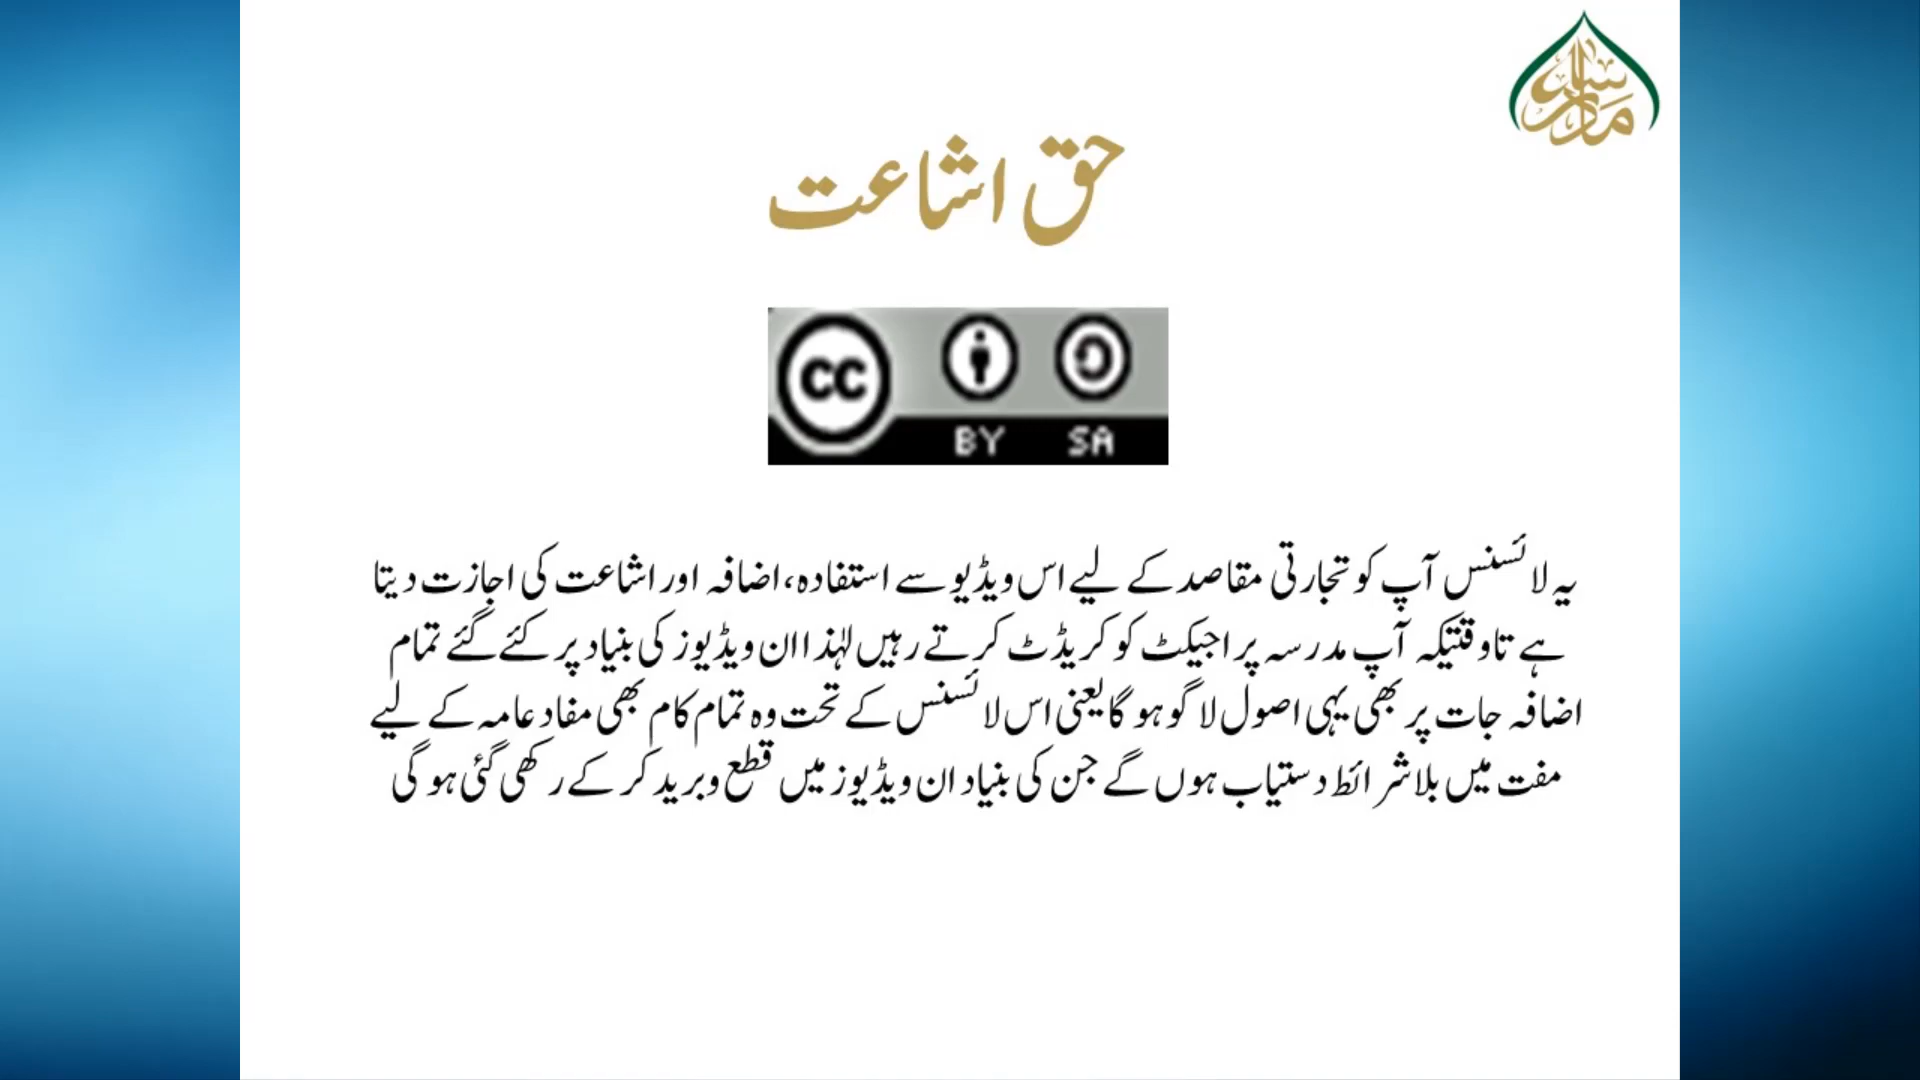 مدرسہ
حق اشاعت
cc
BY SA
یہ لائسنس آپ کو تجارتی مقاصد کے لیے اس ویڈیو سے استفادہ، اضافہ اور اشاعت کی اجازت دیتا
ہے تاوقتیکہ آپ مدرسہ پراجیکٹ کو کریڈٹ کرتے رہیں لہٰذا ان ویڈیوز کی بنیاد پر کئے گئے تمام
اضافہ جات پر بھی یہی اصول لاگو ہو گا یعنی اس لائسنس کے تحت وہ تمام کام بھی مفاد عامہ کے لیے
مفت میں بلا شرائط دستیاب ہوں گے جن کی بنیاد ان ویڈیوز میں قطع و برید کر کے رکھی گئی ہو گی